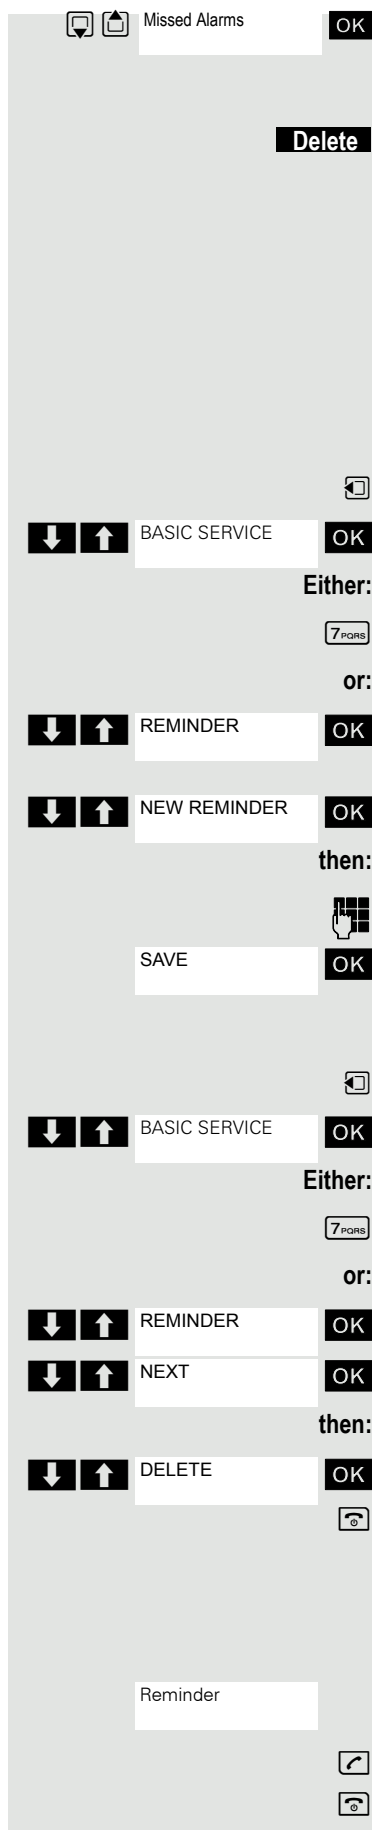 Missed Alarms OK
Delete
BASIC SERVICE OK
Either:
7PQRS
or:
REMINDER OK
NEW REMINDER OK
then:
SAVE OK
BASIC SERVICE OK
Either:
7PQRS
or:
REMINDER OK
NEXT OK
then:
DELETE OK
Reminder